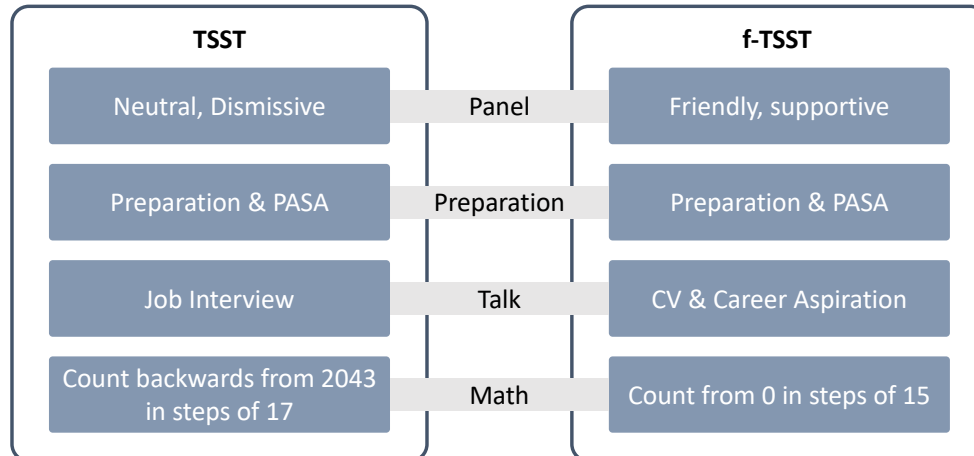 TSST
f-TSST
Neutral, Dismissive
Panel
Friendly, supportive
Preparation & PASA
Preparation
Preparation & PASA
Job Interview
Talk
CV & Career Aspiration
Count backwards from 2043
in steps of 17
Math
Count from 0 in steps of 15